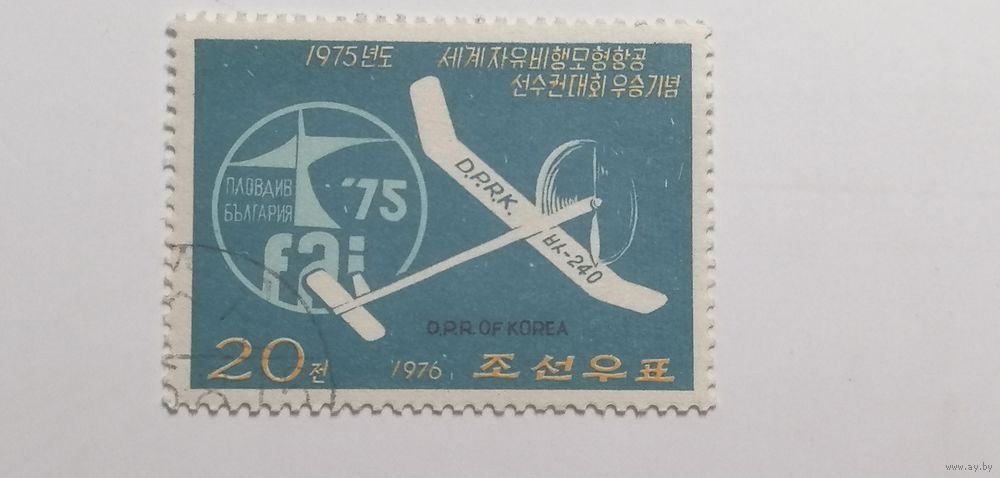 1975년도 세계자유비행모형항공
선수권대회 우승기념
ПЛОВДИВ
БЪЛГАРИЯ
'75
fai
D.P.R.K.
ㅂㅅ-240
D.P.R. OF KOREA
20전 1976 조선우표
www.ay.by